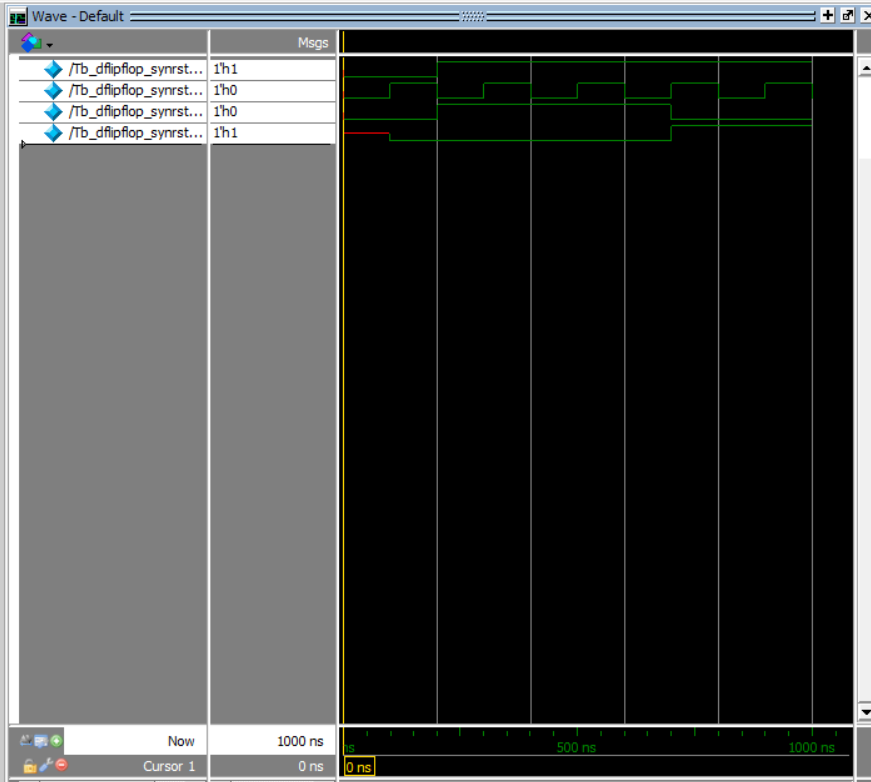 Wave - Default
Msgs
/Tb_dflipflop_synrst... 1'h1
/Tb_dflipflop_synrst... 1'h0
/Tb_dflipflop_synrst... 1'h0
/Tb_dflipflop_synrst... 1'h1
Now 1000 ns ns 500 ns 1000 ns
Cursor 1 0 ns 0 ns